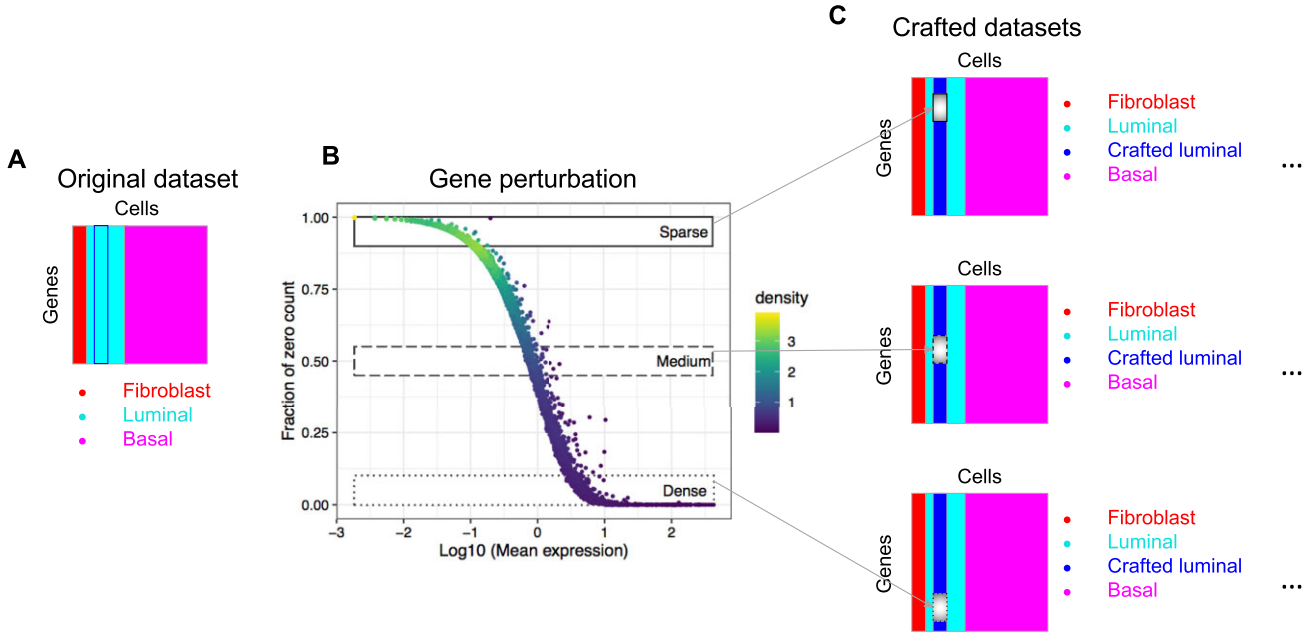 A
Original dataset
Cells
Genes
Fibroblast
Luminal
Basal
B
Gene perturbation
1.00
0.75
0.50
0.25
0.00
Fraction of zero count
Sparse
Medium
Dense
−3
−2
−1
0
1
2
Log10 (Mean expression)
density
3
2
1
C
Crafted datasets
Cells
Genes
Fibroblast
Luminal
Crafted luminal
Basal
...
Cells
Genes
Fibroblast
Luminal
Crafted luminal
Basal
...
Cells
Genes
Fibroblast
Luminal
Crafted luminal
Basal
...